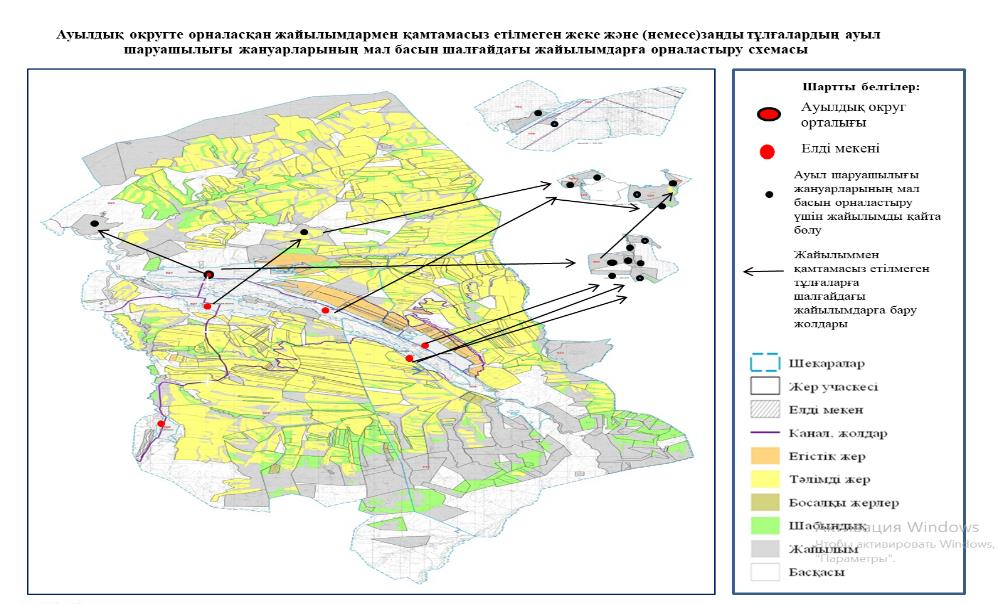 Ауылдық округте орналасқан жайылымдармен қамтамасыз етілмеген жеке және (немесе)заңды тұлғалардың ауыл
шаруашылығы жануарларының мал басын шалғайдағы жайылымдарға орналастыру схемасы
Шартты белгілер:
Ауылдық округ
орталығы
Елді мекені
Ауыл шаруашылығы
жануарларының мал
басын орналастыру
үшін жайылымды қайта
болу
Жайылыммен
қамтамасыз етілмеген
тұлғаларға
шалғайдағы
жайылымдарға бару
жолдары
Шекаралар
Жер учаскесі
Елді мекен
Канал, жолдар
Егістік жер
Тәлімді жер
Босалқы жерлер
Шабындық
Жайылым
Басқасы
Активация Windows
Чтобы активировать Windows,
"Параметры".